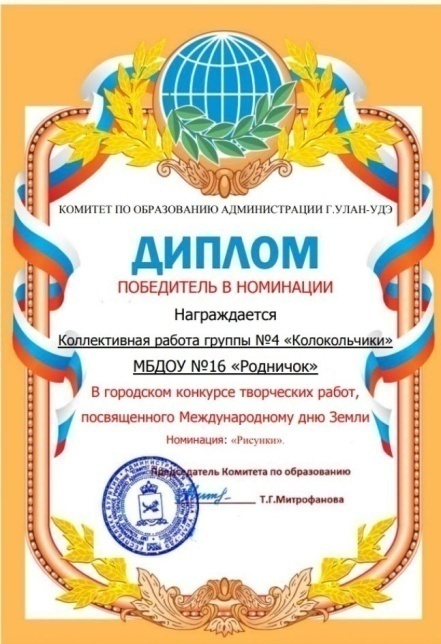 КОМИТЕТ ПО ОБРАЗОВАНИЮ АДМИНИСТРАЦИИ Г.УЛАН-УДЭ
ДИПЛОМ
ПОБЕДИТЕЛЬ В НОМИНАЦИИ
Награждается
Коллективная работа группы №4 «Колокольчики»
МБДОУ №16 «Родничок»
В городском конкурсе творческих работ,
посвященного Международному дню Земли
Номинация: «Рисунки».
Председатель Комитета по образованию
Т.Г.Митрофанова